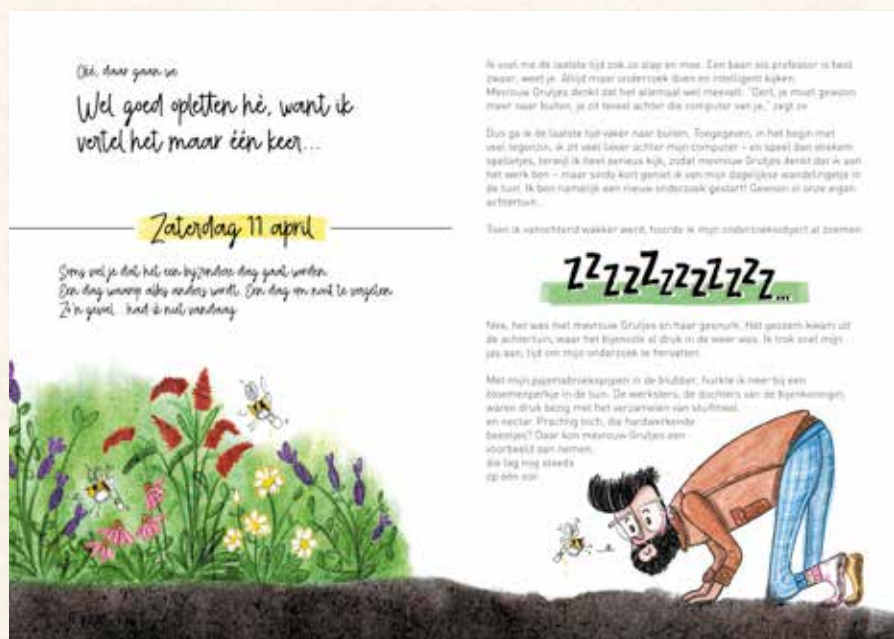 Oké, daar gaan we
Wel goed opletten hè, want ik
vertel het maar één keer...
Zaterdag 11 april
Soms voel je dat het een bijzondere dag gaat worden
Een dag waarop alles anders wordt. Een dag om nooit te vergeten
Zo'n gevoel... had ik niet vandaag
Ik voel me de laatste tijd ook zo slap en moe. Een baan als professor is best
zwaar, weet je. Altijd maar onderzoek doen en intelligent kijken.
Mevrouw Grutjes denkt dat het allemaal wel meevalt. "Gert, je moet gewoon
meer naar buiten, je zit teveel achter die computer van je," zegt ze
Dus ga ik de laatste tijd vaker naar buiten. Toegegeven, in het begin met
veel tegenzin, ik zit veel liever achter mijn computer – en speel dan stiekem
spelletjes, terwijl ik heel serieus kijk, zodat mevrouw Grutjes denkt dat ik aan
het werk ben – maar sinds kort geniet ik van mijn dagelijkse wandelingetje in
de tuin. Ik ben namelijk een nieuw onderzoek gestart! Gewoon in onze eigen
achtertuin...
Toen ik vanochtend wakker werd, hoorde ik mijn onderzoeksobject al zoemen
ZZZZZZZZZZ...
Nee, het was niet mevrouw Grutjes en haar gesnurk. Het gezoem kwam uit
de achtertuin, waar het bijenvolk al druk in de weer was. Ik trok snel mijn
jas aan, tijd om mijn onderzoek te hervatten.
Met mijn pyjamabroekspijpen in de blubber, hurkte ik neer bij een
bloemenperkje in de tuin. De werksters, de dochters van de bijenkoningin,
waren druk bezig met het verzamelen van stuifmeel
en nectar. Prachtig toch, die hardwerkende
beestjes? Daar kon mevrouw Grutjes een
voorbeeld aan nemen,
die lag nog steeds
op één oor